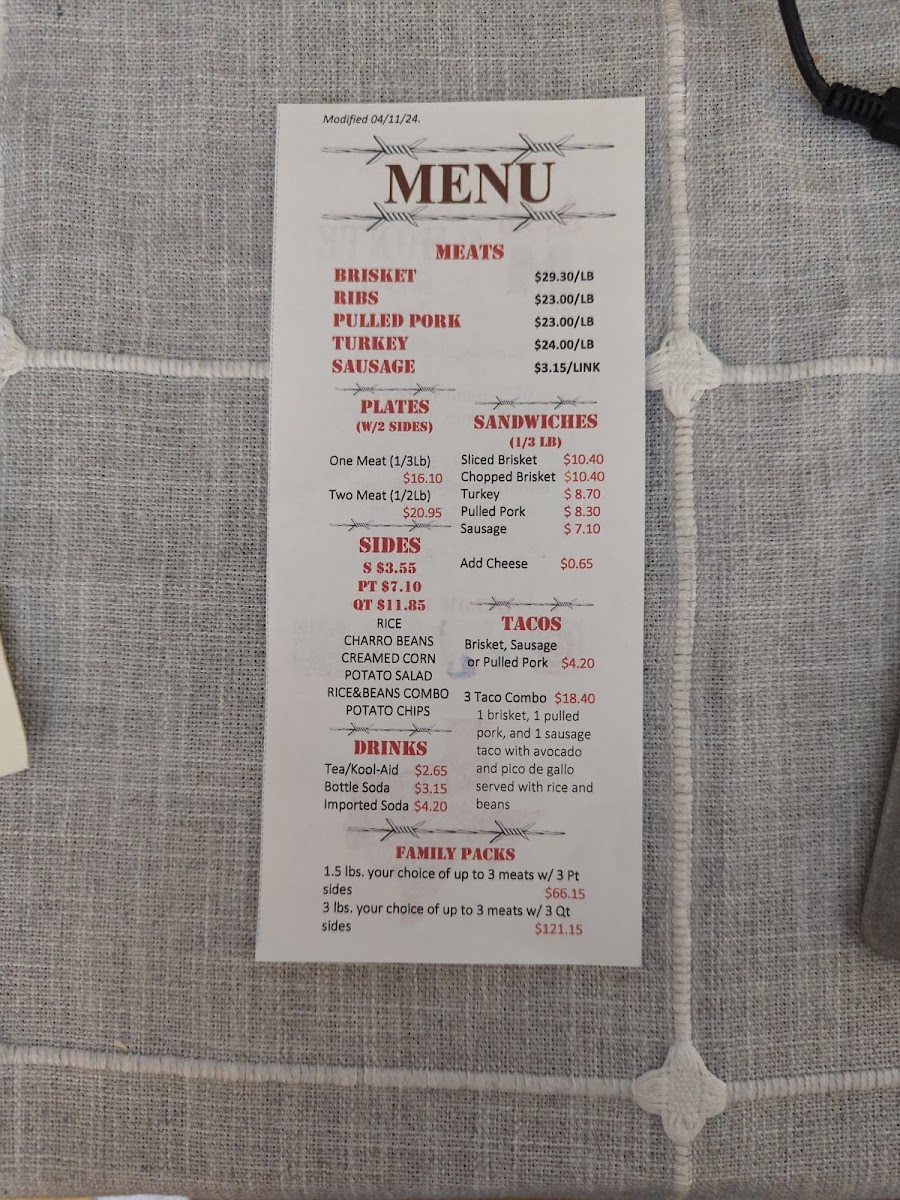 Modified 04/11/24.
MENU
MEATS
BRISKET $29.30/LB
RIBS $23.00/LB
PULLED PORK $23.00/LB
TURKEY $24.00/LB
SAUSAGE $3.15/LINK
PLATES
(W/2 SIDES)
One Meat (1/3Lb)
$16.10
Two Meat (1/2Lb)
$20.95
SIDES
S $3.55
PT $7.10
QT $11.85
RICE
CHARRO BEANS
CREAMED CORN
POTATO SALAD
RICE&BEANS COMBO
POTATO CHIPS
DRINKS
Tea/Kool-Aid $2.65
Bottle Soda $3.15
Imported Soda $4.20
SANDWICHES
(1/3 LB)
Sliced Brisket $10.40
Chopped Brisket $10.40
Turkey $ 8.70
Pulled Pork $ 8.30
Sausage $ 7.10
Add Cheese $0.65
TACOS
Brisket, Sausage
or Pulled Pork $4.20
3 Taco Combo $18.40
1 brisket, 1 pulled
pork, and 1 sausage
taco with avocado
and pico de gallo
served with rice and
beans
FAMILY PACKS
1.5 lbs. your choice of up to 3 meats w/ 3 Pt
sides $66.15
3 lbs. your choice of up to 3 meats w/ 3 Qt
sides $121.15